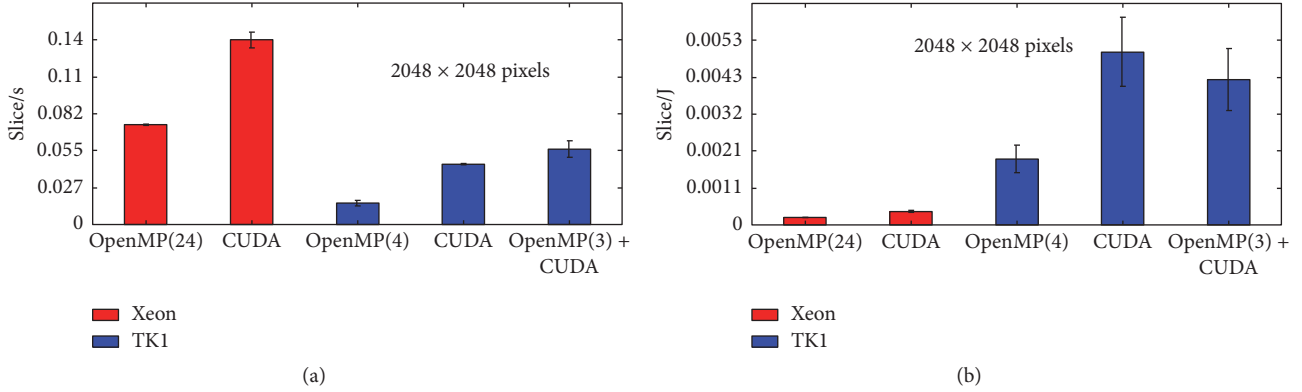 Slice/s
0.14
0.11
0.082
0.055
0.027
0
2048 × 2048 pixels
OpenMP(24) CUDA OpenMP(4) CUDA OpenMP(3) +
CUDA
Xeon
TK1
(a)
Slice/J
0.0053
0.0043
0.0032
0.0021
0.0011
0
2048 × 2048 pixels
OpenMP(24) CUDA OpenMP(4) CUDA OpenMP(3) +
CUDA
Xeon
TK1
(b)